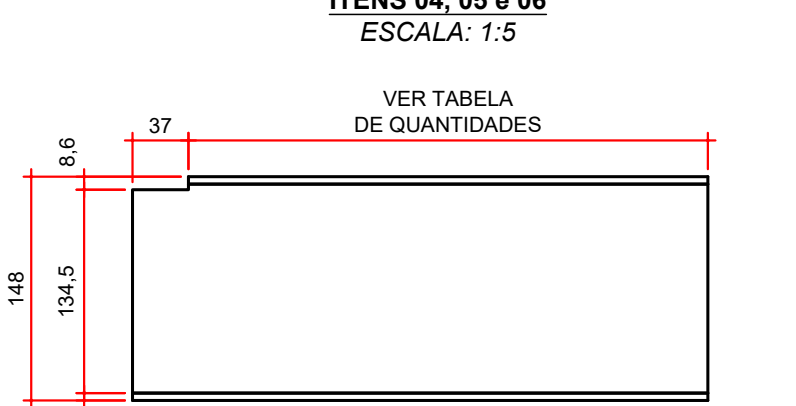 ITENS 04, 05 e 06
ESCALA: 1:5
VER TABELA
DE QUANTIDADES
37
8,6
134,5
148